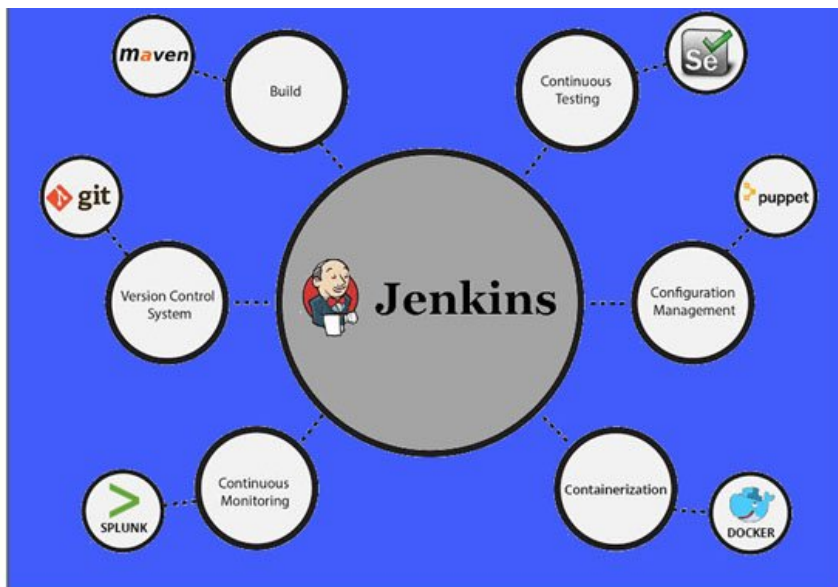 maven
Build
Continuous
Testing
Se
git
puppet
Version Control
System
Jenkins
Configuration
Management
Continuous
Monitoring
SPLUNK
Containerization
DOCKER